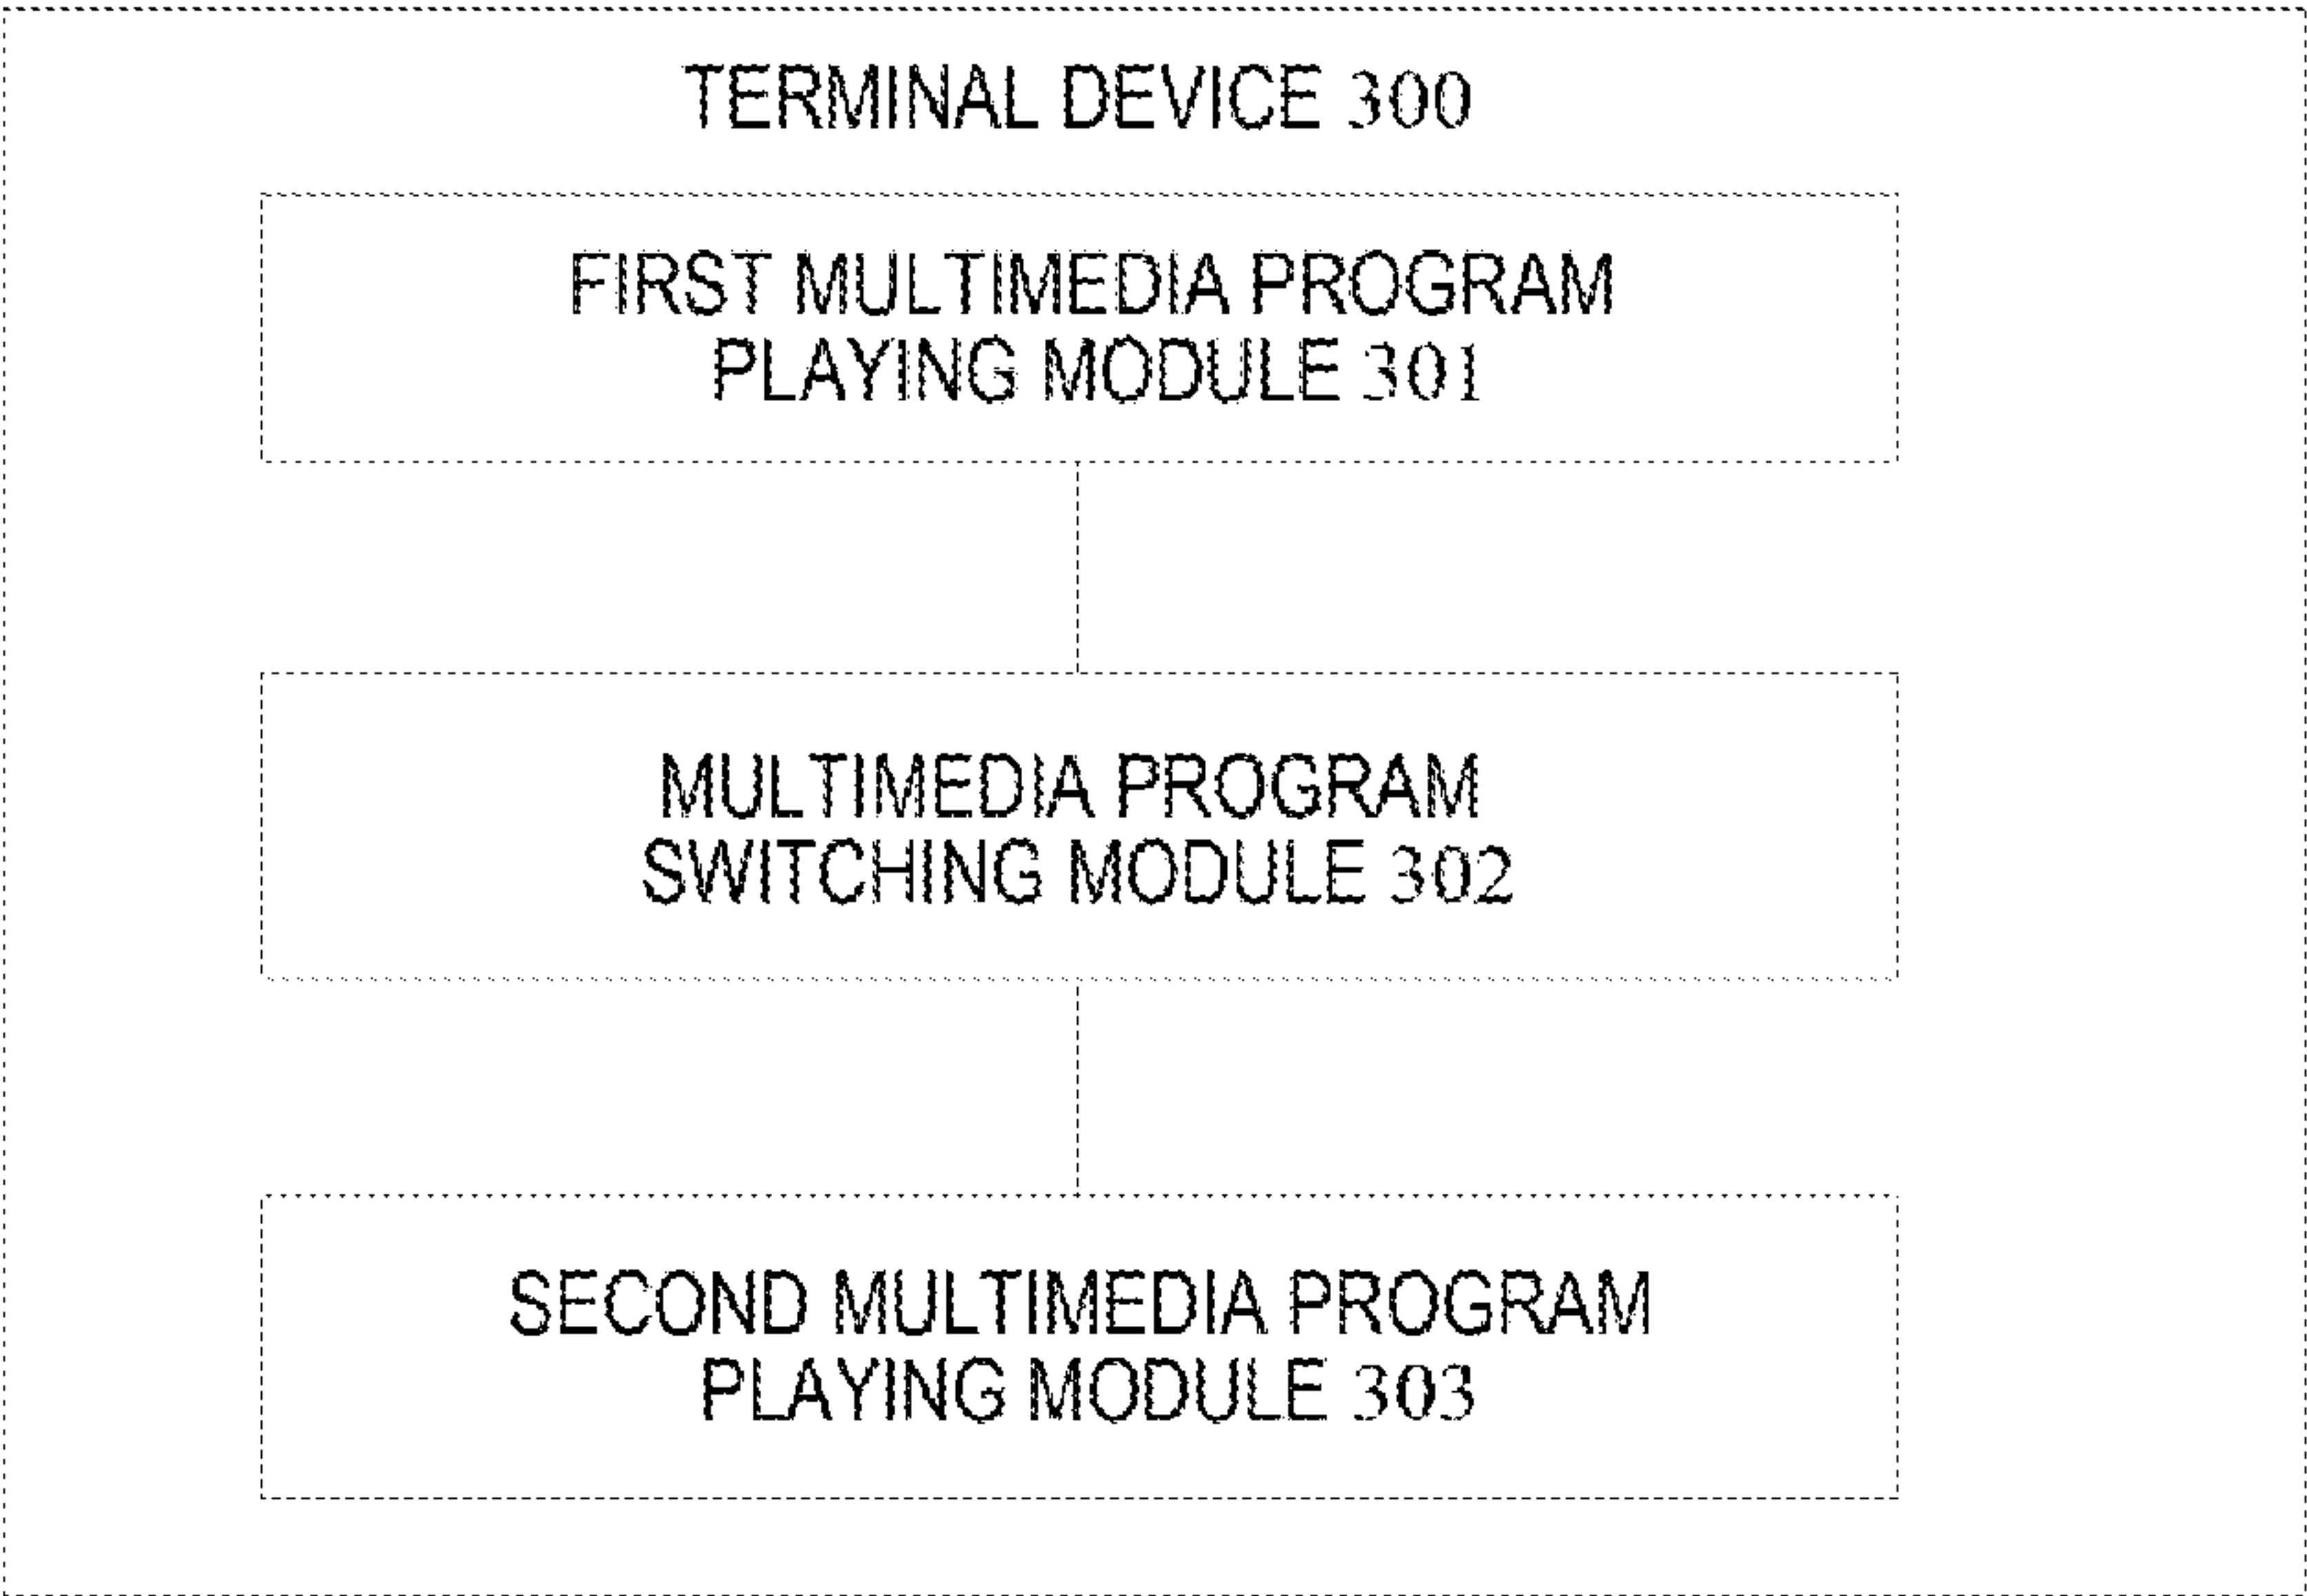 TERMINAL DEVICE 300
FIRST MULTIMEDIA PROGRAM
PLAYING MODULE 301
MULTIMEDIA PROGRAM
SWITCHING MODULE 302
SECOND MULTIMEDIA PROGRAM
PLAYING MODULE 303